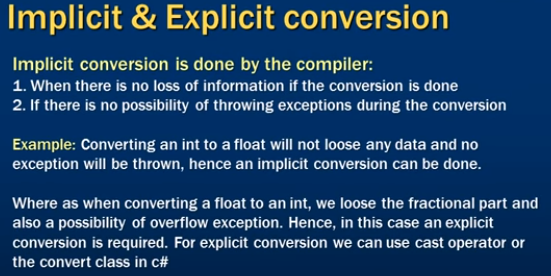 Implicit & Explicit conversion
Implicit conversion is done by the compiler:
1. When there is no loss of information if the conversion is done
2. If there is no possibility of throwing exceptions during the conversion
Example: Converting an int to a float will not loose any data and no
exception will be thrown, hence an implicit conversion can be done.
Where as when converting a float to an int, we loose the fractional part and
also a possibility of overflow exception. Hence, in this case an explicit
conversion is required. For explicit conversion we can use cast operator or
the convert class in c#